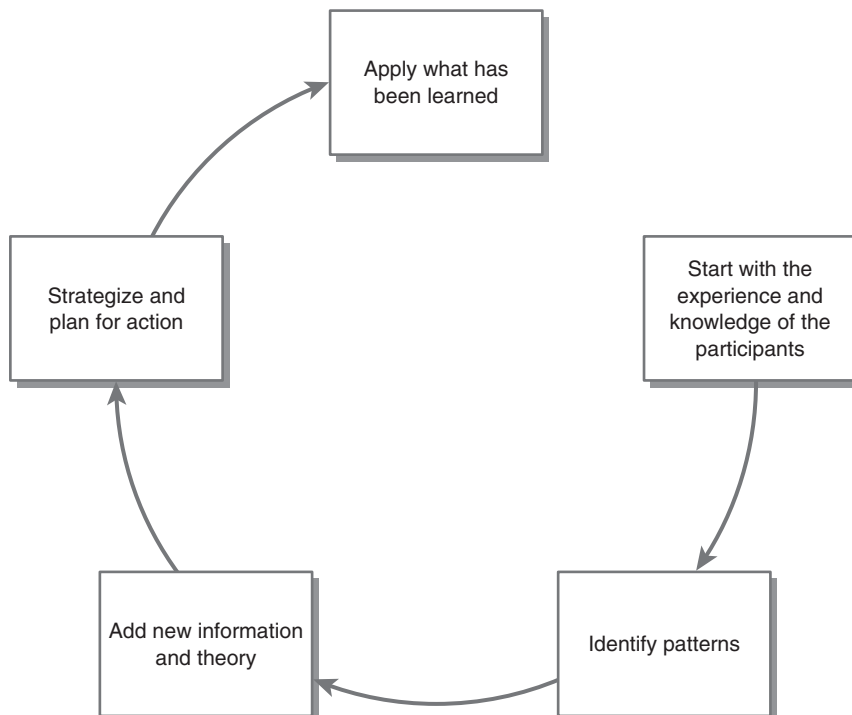 Apply what has
been learned
Start with the
experience and
knowledge of the
participants
Identify patterns
Add new information
and theory
Strategize and
plan for action